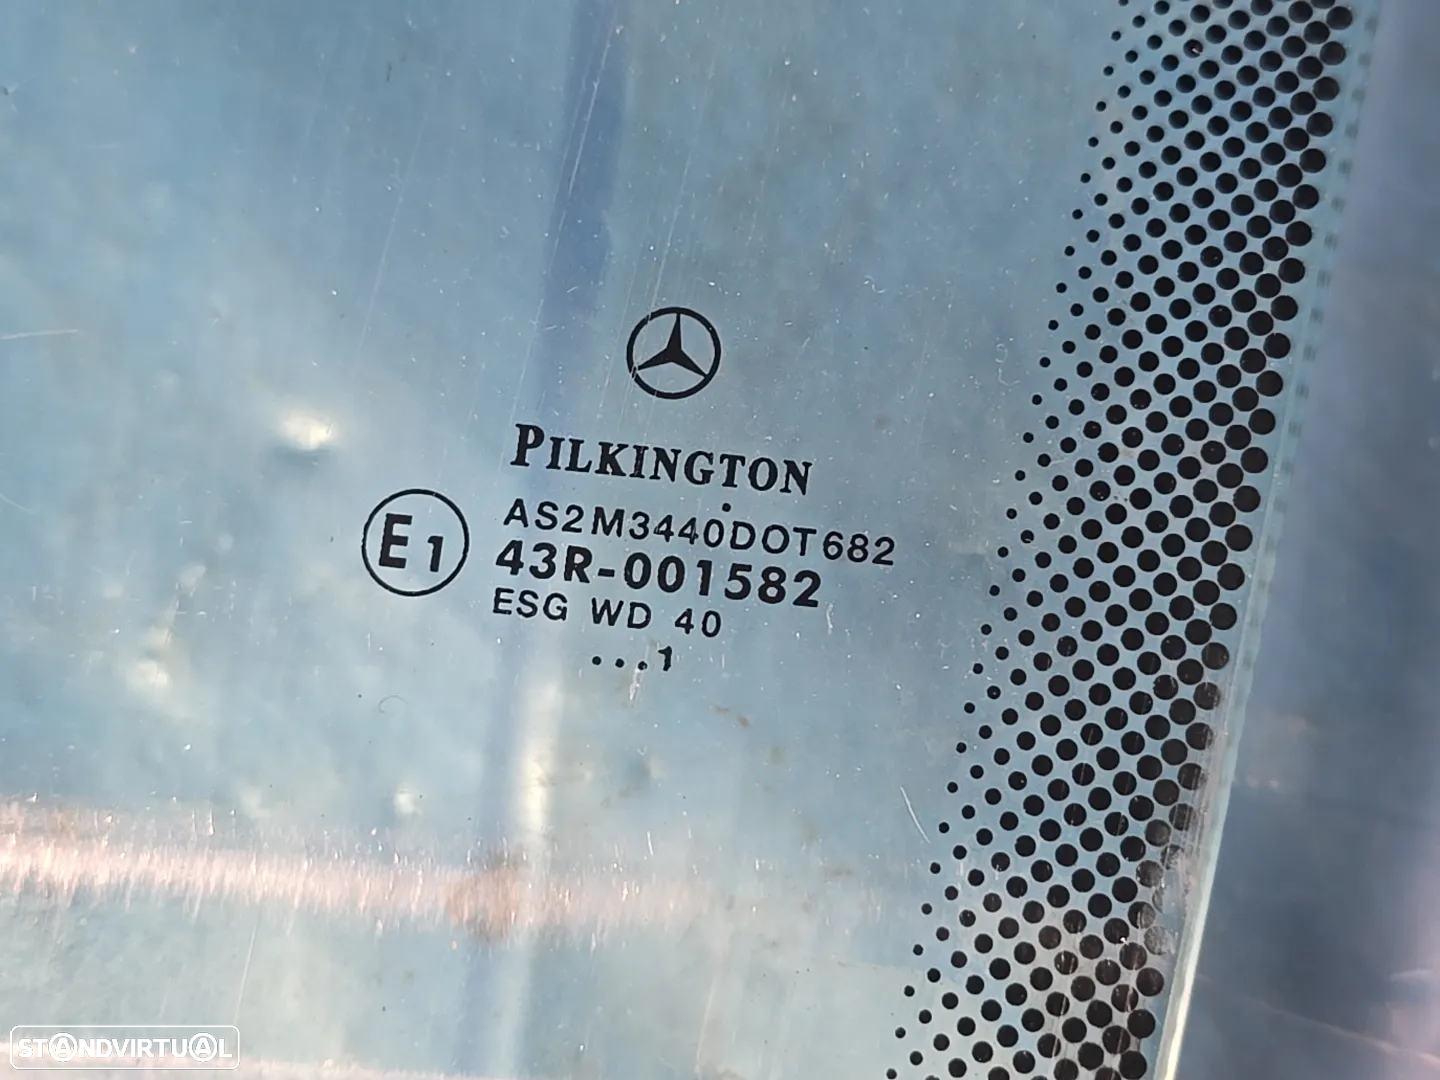 PILKINGTON
AS2M3440DOT682
E1
43R-001582
ESG WD 40
...1
STANDVIRTUAL